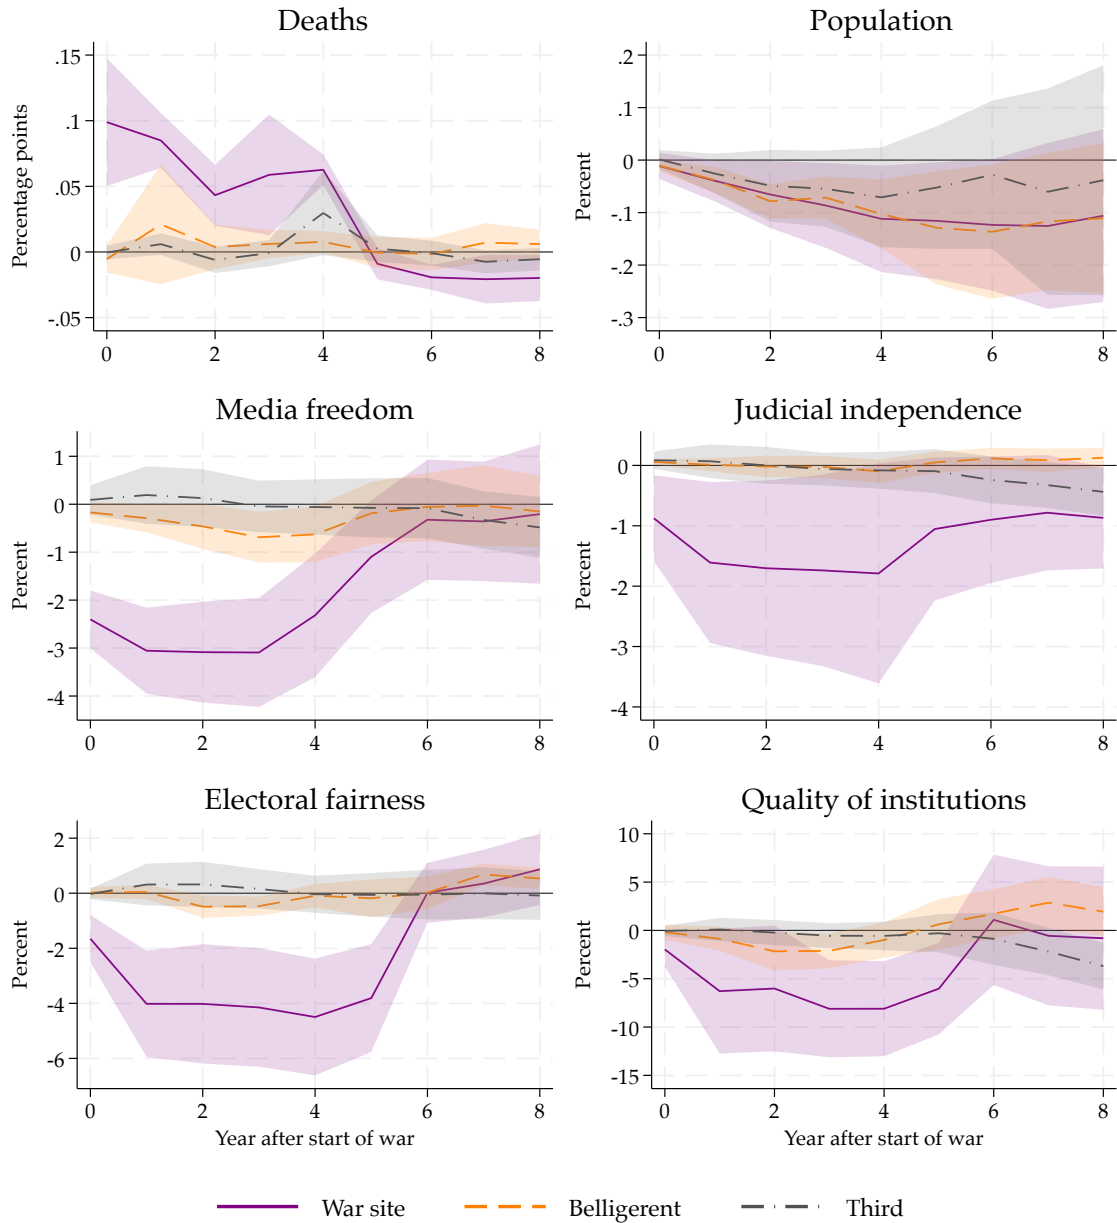 Deaths
Percentage points
.15
.1
.05
0
-.05
0 2 4 6 8
Population
Percent
.2
.1
0
-.1
-.2
-.3
0 2 4 6 8
Media freedom
Percent
1
0
-1
-2
-3
-4
0 2 4 6 8
Judicial independence
Percent
0
-1
-2
-3
-4
0 2 4 6 8
Electoral fairness
Percent
2
0
-2
-4
-6
0 2 4 6 8
Year after start of war
Quality of institutions
Percent
10
5
0
-5
-10
-15
0 2 4 6 8
Year after start of war
War site Belligerent Third